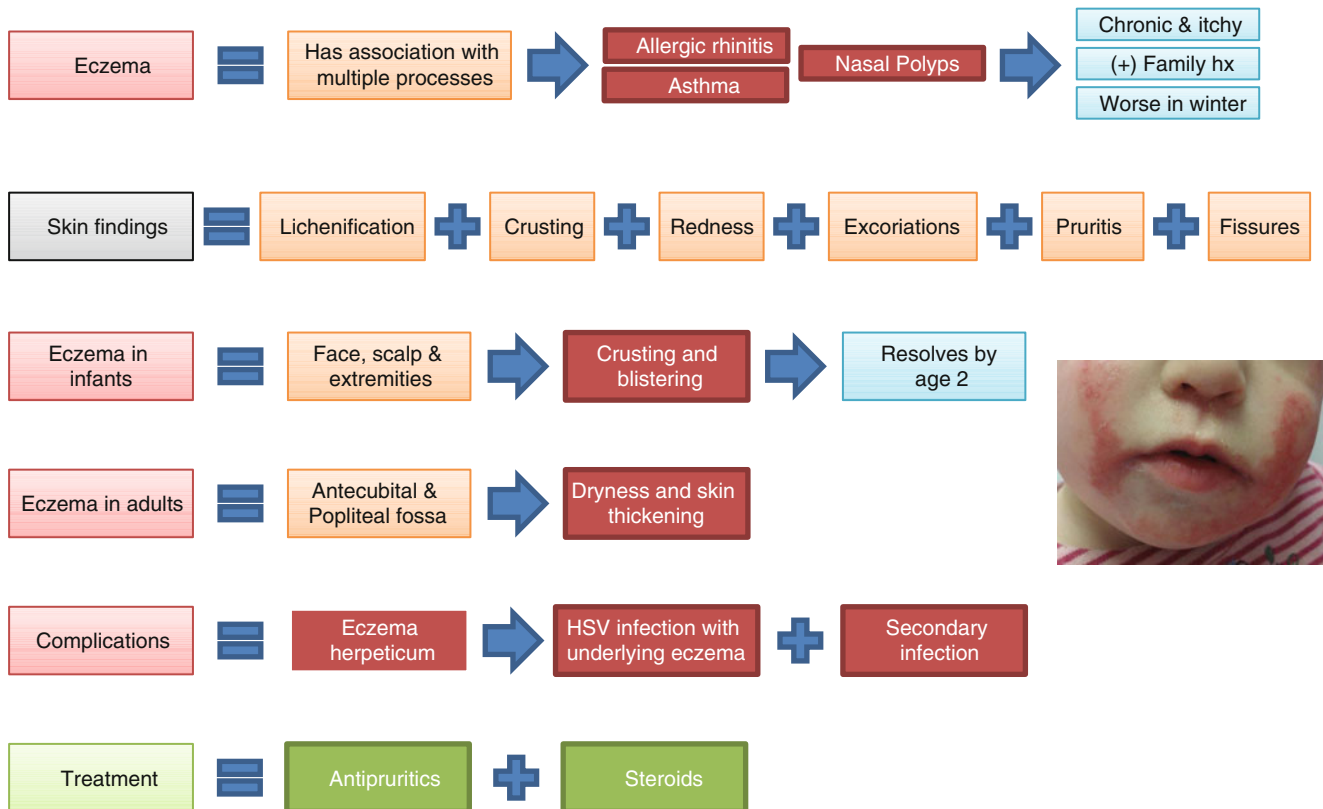 Eczema
Has association with
multiple processes
Allergic rhinitis
Asthma
Nasal Polyps
Chronic & itchy
(+) Family hx
Worse in winter
Skin findings
Lichenification
Crusting
Redness
Excoriations
Pruritis
Fissures
Eczema in
infants
Face, scalp &
extremities
Crusting and
blistering
Resolves by
age 2
Eczema in adults
Antecubital &
Popliteal fossa
Dryness and skin
thickening
Complications
Eczema
herpeticum
HSV infection with
underlying eczema
Secondary
infection
Treatment
Antipruritics
Steroids